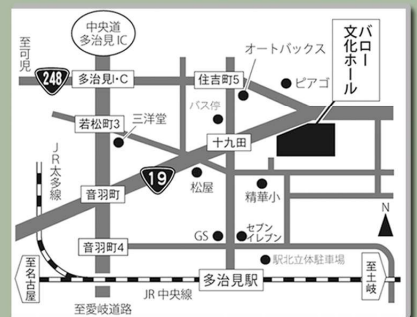 中央道
多治見IC
至可児
248
多治見I・C
住吉町5
オートバックス
ピアゴ
バロー
文化ホール
バス停
若松町3
三洋堂
十九田
JR太多線
19
松屋
音羽町
精華小
N
音羽町4
GS
セブン
イレブン
駅北立体駐車場
至名古屋
多治見駅
至土岐
JR中央線
至愛岐道路